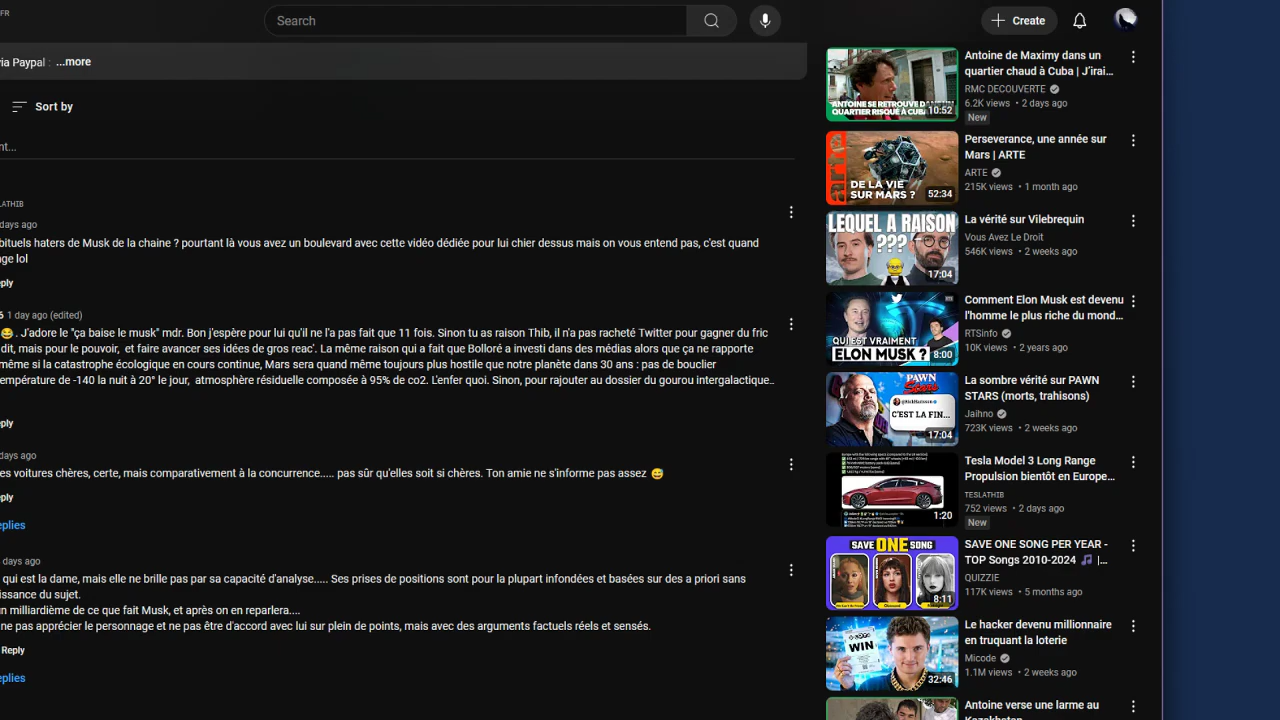 FR
Search
Create
ia Paypal : ...more
Sort by
nt...
LATHIB
days ago
bituels haters de Musk de la chaine ? pourtant là vous avez un boulevard avec cette vidéo dédiée pour lui chier dessus mais on vous entend pas, c'est quand
ge lol
ply
6 1 day ago (edited)
😂 . J'adore le "ça baise le musk" mdr. Bon j'espère pour lui qu'il ne l'a pas fait que 11 fois. Sinon tu as raison Thib, il n'a pas racheté Twitter pour gagner du fric
dit, mais pour le pouvoir, et faire avancer ses idées de gros reac'. La même raison qui a fait que Bolloré a investi dans des médias alors que ça ne rapporte
même si la catastrophe écologique en cours continue, Mars sera quand même toujours plus hostile que notre planète dans 30 ans : pas de bouclier
empérature de -140 la nuit à 20° le jour, atmosphère résiduelle composée à 95% de co2. L'enfer quoi. Sinon, pour rajouter au dossier du gourou intergalactique..
ply
days ago
es voitures chères, certe, mais comparativement à la concurrence..... pas sûr qu'elles soit si chères. Ton amie ne s'informe pas assez 😅
ply
eplies
days ago
qui est la dame, mais elle ne brille pas par sa capacité d'analyse..... Ses prises de positions sont pour la plupart infondées et basées sur des a priori sans
issance du sujet.
un milliardième de ce que fait Musk, et après on en reparlera....
ne pas apprécier le personnage et ne pas être d'accord avec lui sur plein de points, mais avec des arguments factuels réels et sensés.
Reply
eplies
ANTOINE SE RETROUVE DANS UN
QUARTIER RISQUÉ À CUBA
10:52
Antoine de Maximy dans un
quartier chaud à Cuba | J'irai...
RMC DECOUVERTE
6.2K views • 2 days ago
New
arte
DE LA VIE
SUR MARS ?
52:34
Perseverance, une année sur
Mars | ARTE
ARTE
215K views • 1 month ago
LEQUEL A RAISON
???
17:04
La vérité sur Vilebrequin
Vous Avez Le Droit
546K views • 2 weeks ago
QUI EST VRAIMENT
ELON MUSK ?
8:00
Comment Elon Musk est devenu
l'homme le plus riche du mond...
RTSinfo
10K views • 2 years ago
PAWN
Stars
C'EST LA FIN...
17:04
La sombre vérité sur PAWN
STARS (morts, trahisons)
Jaihno
723K views • 2 weeks ago
1:20
Tesla Model 3 Long Range
Propulsion bientôt en Europe...
TESLATHIB
752 views • 2 days ago
New
SAVE ONE SONG
8:11
SAVE ONE SONG PER YEAR -
TOP Songs 2010-2024 🎵 |...
QUIZZIE
117K views • 5 months ago
WIN
32:46
Le hacker devenu millionnaire
en truquant la loterie
Micode
1.1M views • 2 weeks ago
Antoine verse une larme au
Kazakhstan